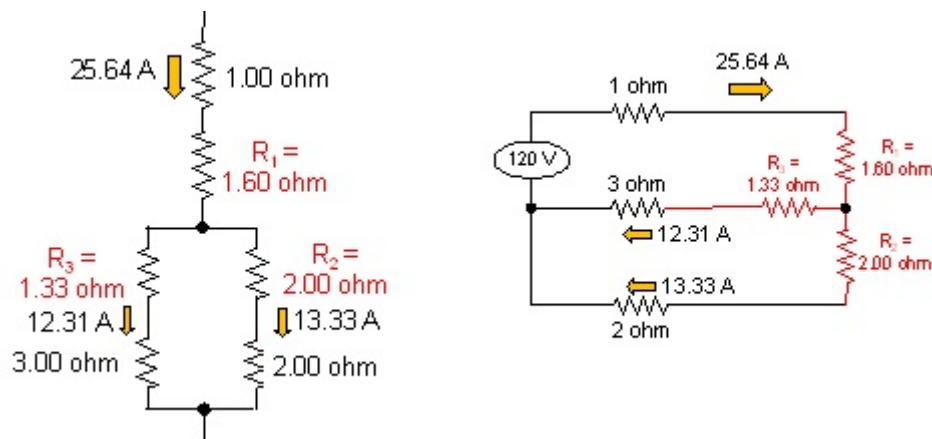 25.64 A
1.00 ohm
R1 =
1.60 ohm
R3 =
1.33 ohm
R2 =
2.00 ohm
12.31 A
13.33 A
3.00 ohm
2.00 ohm
25.64 A
1 ohm
120 V
R1 =
1.60 ohm
3 ohm
R3 =
1.33 ohm
12.31 A
R2 =
2.00 ohm
13.33 A
2 ohm